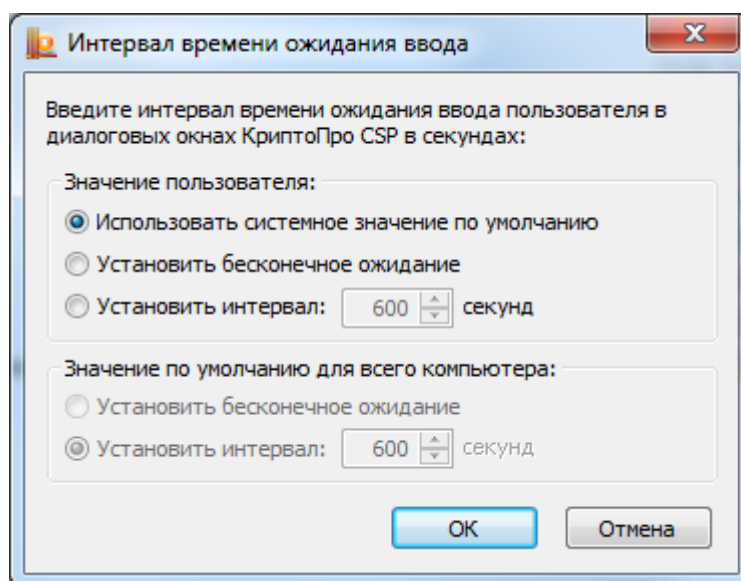 Интервал времени ожидания ввода
Введите интервал времени ожидания ввода пользователя в
диалоговых окнах КриптоПро CSP в секундах:
Значение пользователя:
Использовать системное значение по умолчанию
Установить бесконечное ожидание
Установить интервал: 600 секунд
Значение по умолчанию для всего компьютера:
Установить бесконечное ожидание
Установить интервал: 600 секунд
ОК Отмена